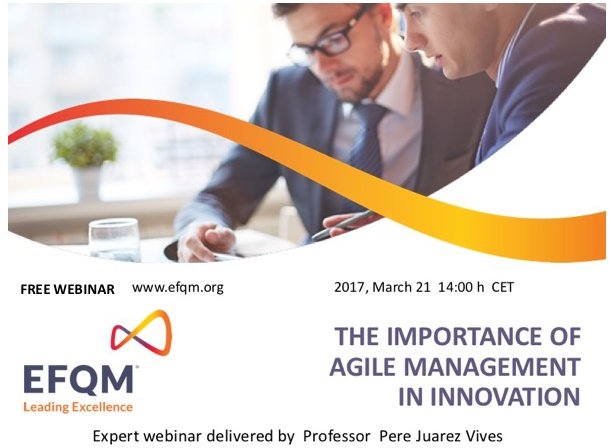 FREE WEBINAR www.efqm.org
2017, March 21 14:00 h CET
THE IMPORTANCE OF
AGILE MANAGEMENT
IN INNOVATION
EFQM®
Leading Excellence
Expert webinar delivered by Professor Pere Juarez Vives